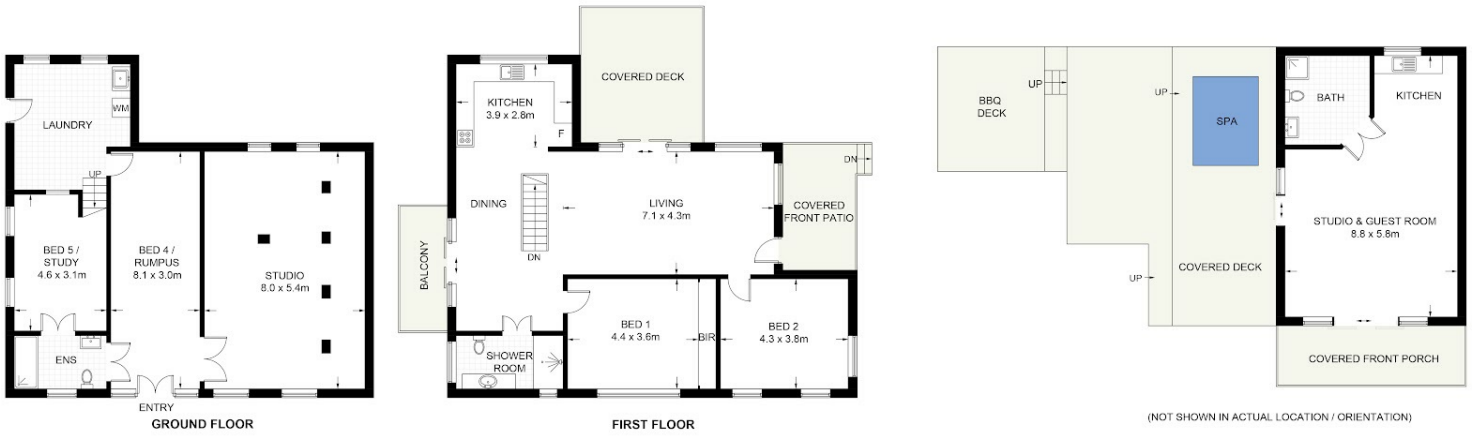 LAUNDRY
WM
UP
BED 5 /
STUDY
4.6 x 3.1m
BED 4 /
RUMPUS
8.1 x 3.0m
STUDIO
8.0 x 5.4m
ENS
ENTRY
GROUND FLOOR
COVERED DECK
KITCHEN
3.9 x 2.8m
F
DINING
DN
LIVING
7.1 x 4.3m
DN
COVERED
FRONT PATIO
BALCONY
BED 1
4.4 x 3.6m
BIR
BED 2
4.3 x 3.8m
SHOWER
ROOM
FIRST FLOOR
BBQ
DECK
UP
UP
SPA
BATH
KITCHEN
STUDIO & GUEST ROOM
8.8 x 5.8m
COVERED DECK
UP
COVERED FRONT PORCH
(NOT SHOWN IN ACTUAL LOCATION / ORIENTATION)